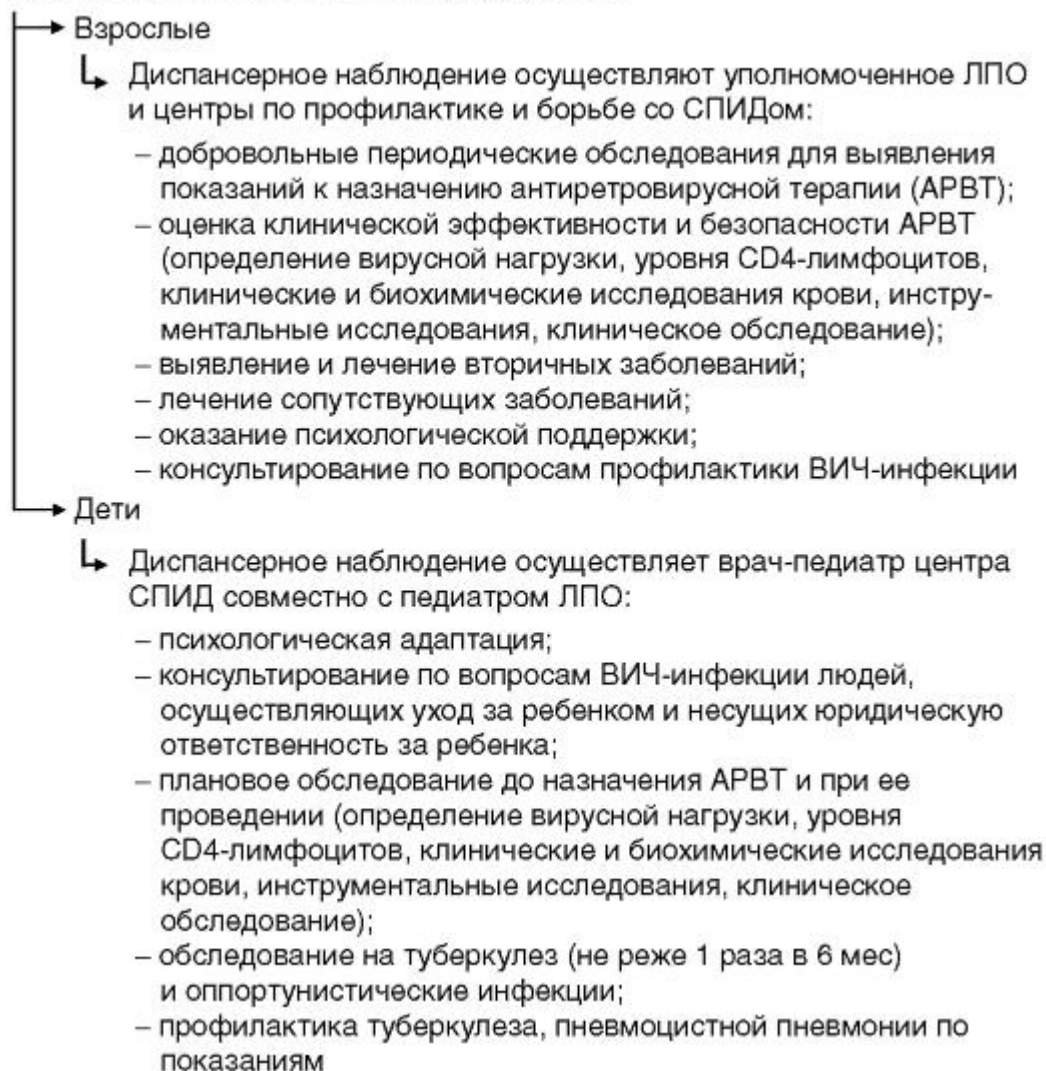 Взрослые
Диспансерное наблюдение осуществляют уполномоченное ЛПО
и центры по профилактике и борьбе со СПИДом:
– добровольные периодические обследования для выявления
показаний к назначению антиретровирусной терапии (АРВТ);
– оценка клинической эффективности и безопасности АРВТ
(определение вирусной нагрузки, уровня CD4-лимфоцитов,
клинические и биохимические исследования крови, инстру-
ментальные исследования, клиническое обследование);
– выявление и лечение вторичных заболеваний;
– лечение сопутствующих заболеваний;
– оказание психологической поддержки;
– консультирование по вопросам профилактики ВИЧ-инфекции
Дети
Диспансерное наблюдение осуществляет врач-педиатр центра
СПИД совместно с педиатром ЛПО:
– психологическая адаптация;
– консультирование по вопросам ВИЧ-инфекции людей,
осуществляющих уход за ребенком и несущих юридическую
ответственность за ребенка;
– плановое обследование до назначения АРВТ и при ее
проведении (определение вирусной нагрузки, уровня
CD4-лимфоцитов, клинические и биохимические исследования
крови, инструментальные исследования, клиническое
обследование);
– обследование на туберкулез (не реже 1 раза в 6 мес)
и оппортунистические инфекции;
– профилактика туберкулеза, пневмоцистной пневмонии по
показаниям